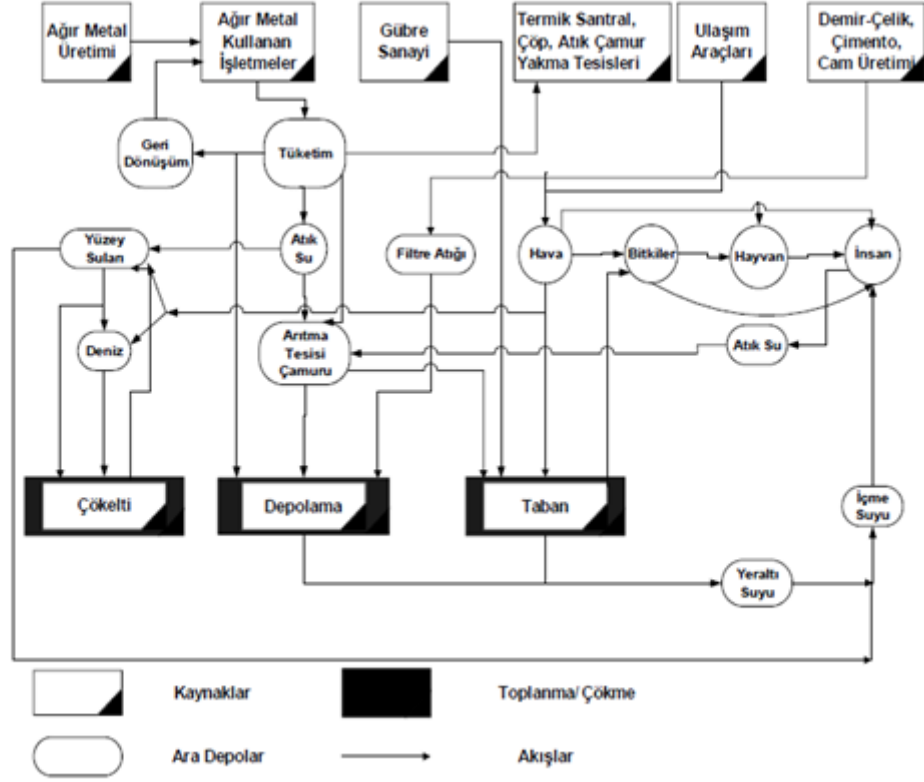 Ağır Metal
Üretimi
Ağır Metal
Kullanan
İşletmeler
Gübre
Sanayi
Termik Santral,
Çöp, Atık Çamur
Yakma Tesisleri
Ulaşım
Araçları
Demir-Çelik,
Çimento,
Cam Üretimi
Geri
Dönüşüm
Tüketim
Yüzey
Suları
Atık
Su
Filtre Atığı
Hava
Bitkiler
Hayvan
İnsan
Deniz
Arıtma
Tesisi
Çamuru
Atık Su
Çökelti
Depolama
Taban
İçme
Suyu
Yeraltı
Suyu
Kaynaklar
Toplanma/ Çökme
Ara Depolar
Akışlar